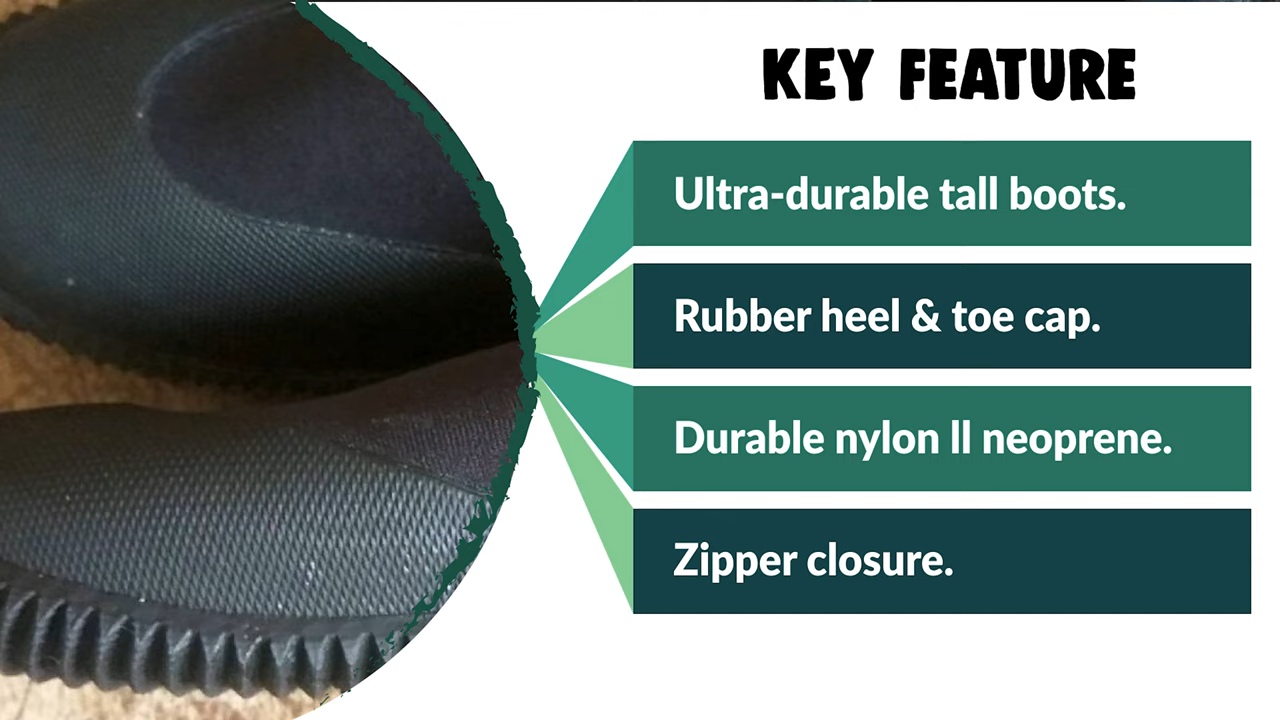 KEY FEATURE
Ultra-durable tall boots.
Rubber heel & toe cap.
Durable nylon ll neoprene.
Zipper closure.